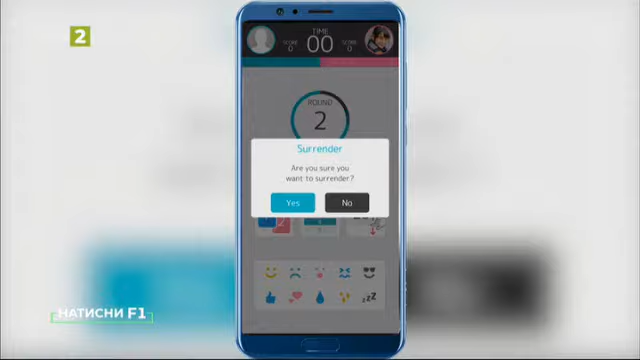 2
TIME
SCORE
0
00
SCORE
0
ROUND
2
Surrender
Are you sure you
want to surrender?
Yes
No
zzZ
НАТИСНИ F1